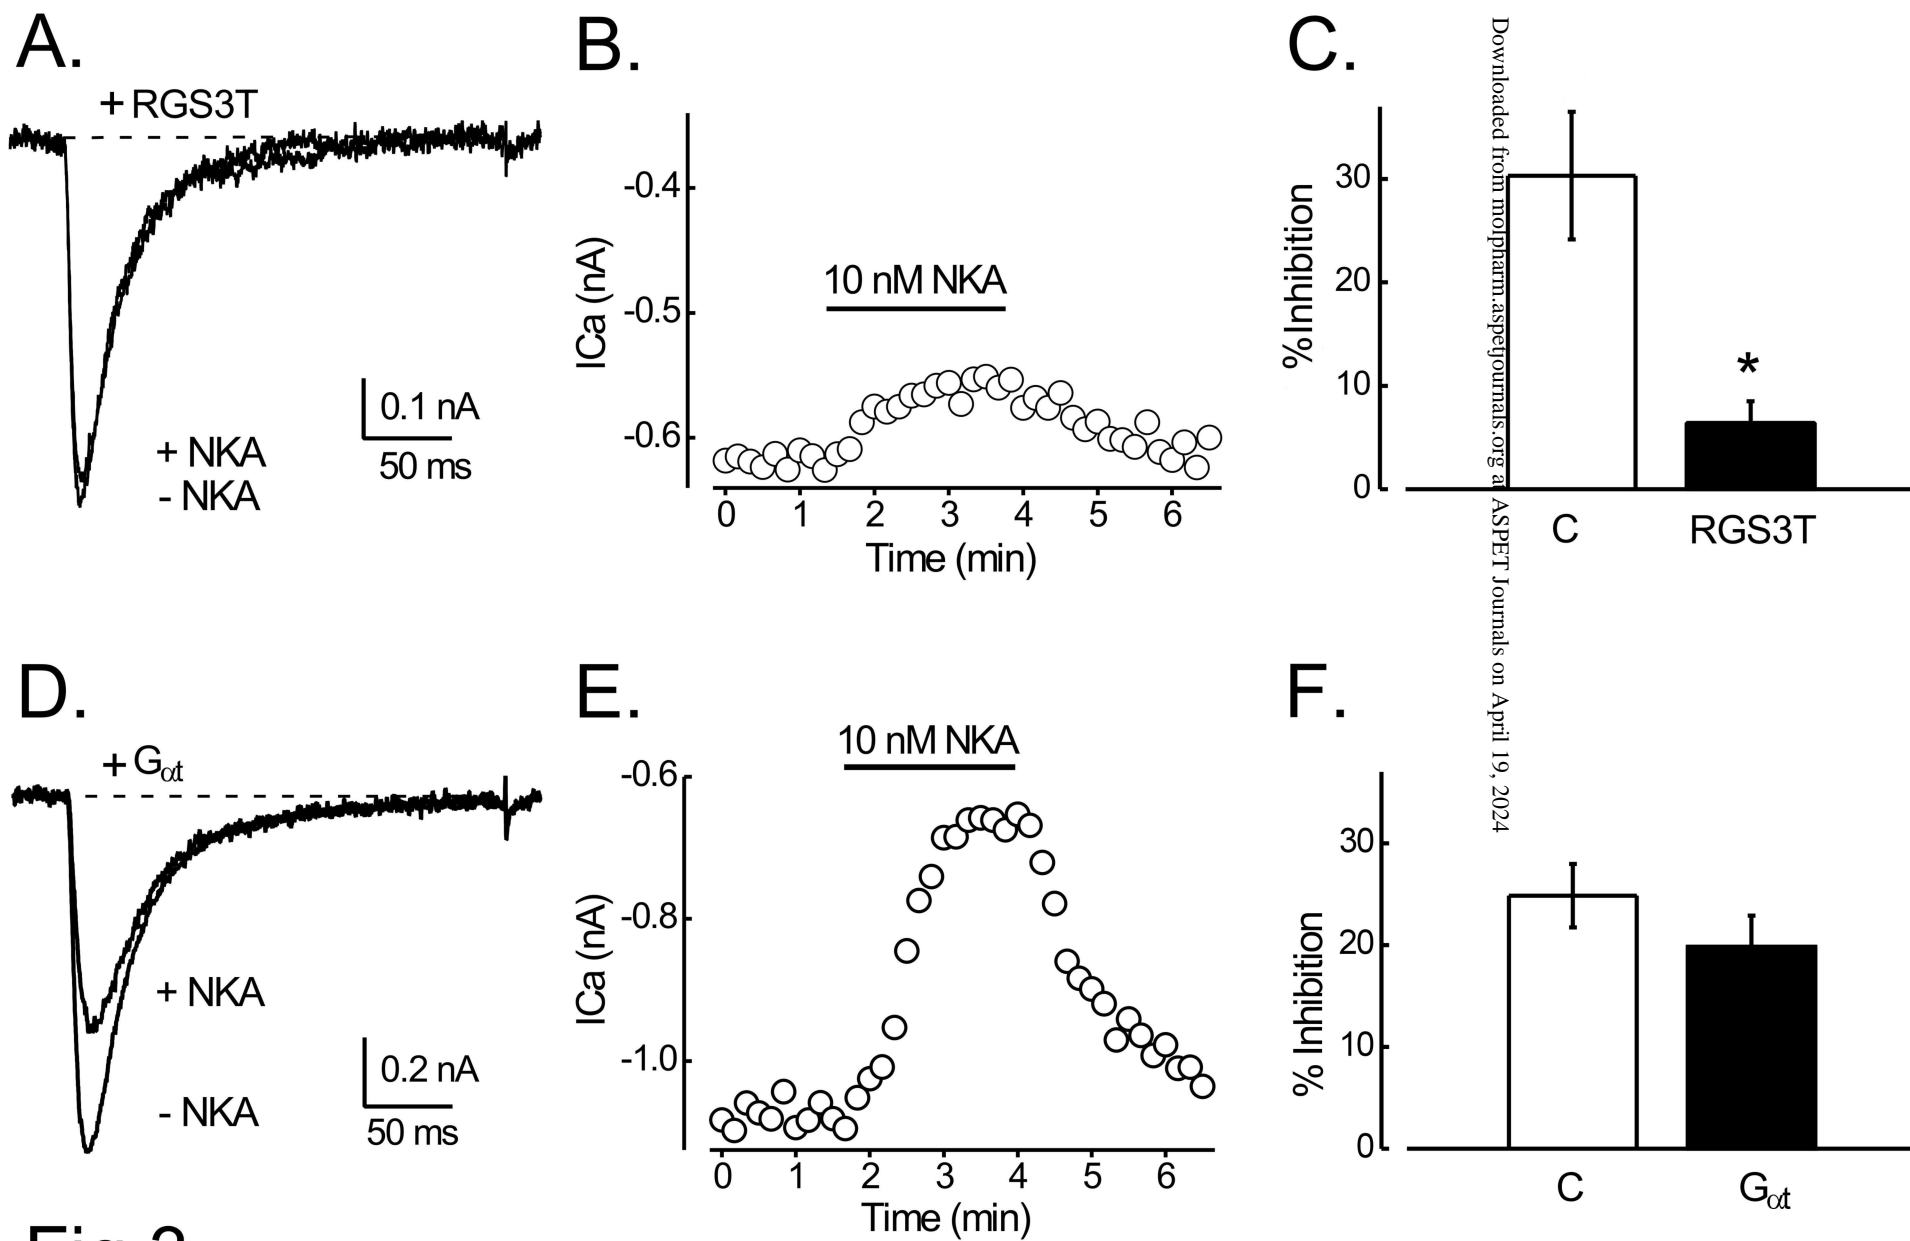 A.
+ RGS3T
0.1 nA
50 ms
+ NKA
- NKA
B.
10 nM NKA
ICa (nA)
-0.4
-0.5
-0.6
0 1 2 3 4 5 6
Time (min)
C.
% Inhibition
30
20
10
0
*
C RGS3T
Downloaded from molpharm.aspetjournals.org at ASPET Journals on April 19, 2024
D.
+ Gαt
+ NKA
- NKA
0.2 nA
50 ms
E.
10 nM NKA
ICa (nA)
-0.6
-0.8
-1.0
0 1 2 3 4 5 6
Time (min)
F.
% Inhibition
30
20
10
0
C Gαt